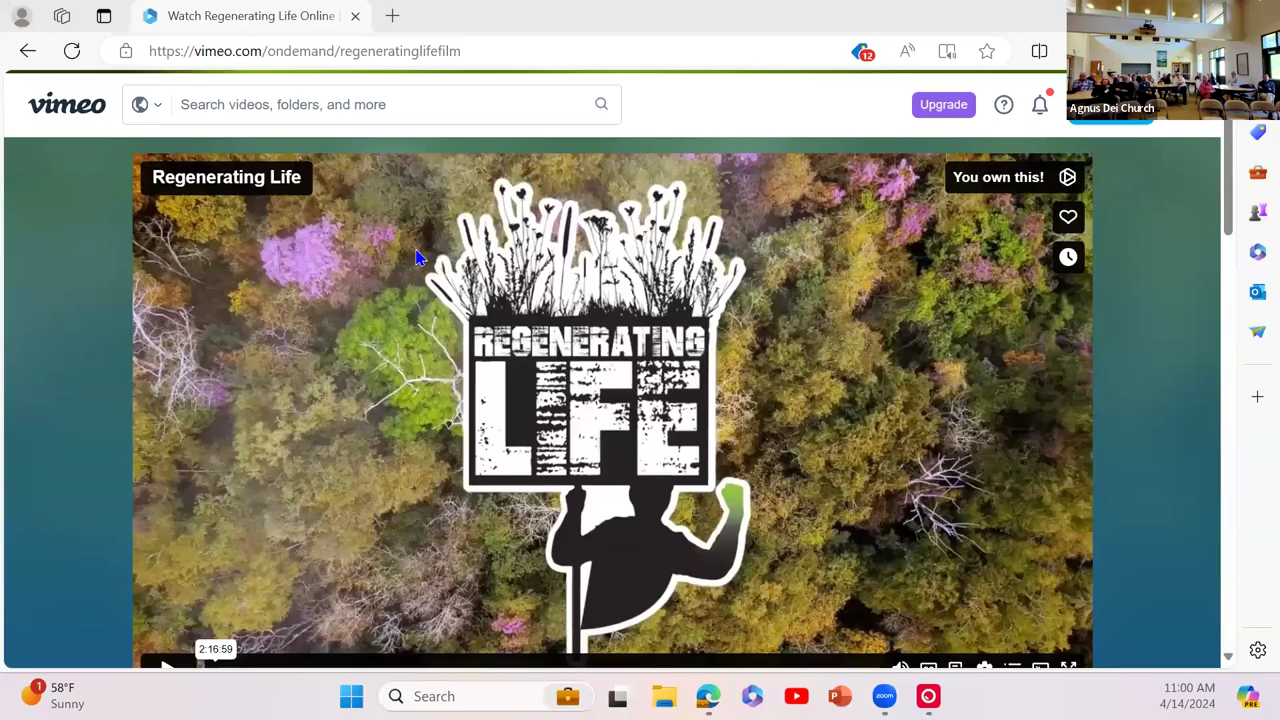 Watch Regenerating Life Online |
https://vimeo.com/ondemand/regeneratinglifefilm
12
Agnus Dei Church
vimeo
Search videos, folders, and more
Upgrade
Regenerating Life
You own this!
REGENERATING
LIFE
2:16:59
1
58°F
Sunny
Search
zoom
11:00 AM
4/14/2024
PRE